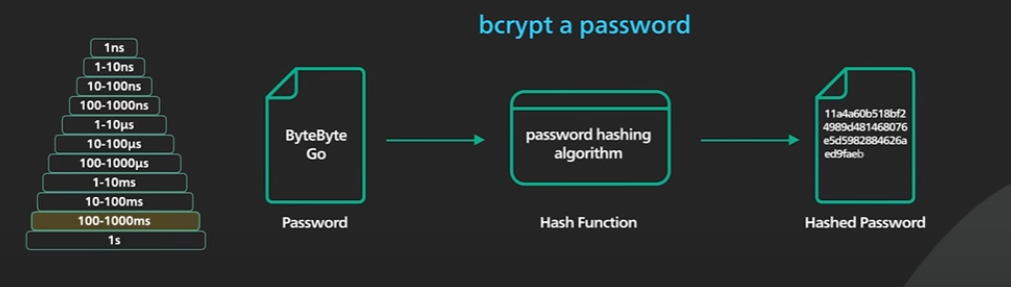 bcrypt a password
1ns
1-10ns
10-100ns
100-1000ns
1-10µs
10-100µs
100-1000µs
1-10ms
10-100ms
100-1000ms
1s
ByteByte
Go
Password
password hashing
algorithm
Hash Function
11a4a60b518bf2
4989d481468076
e5d5982884626a
ed9faeb
Hashed Password